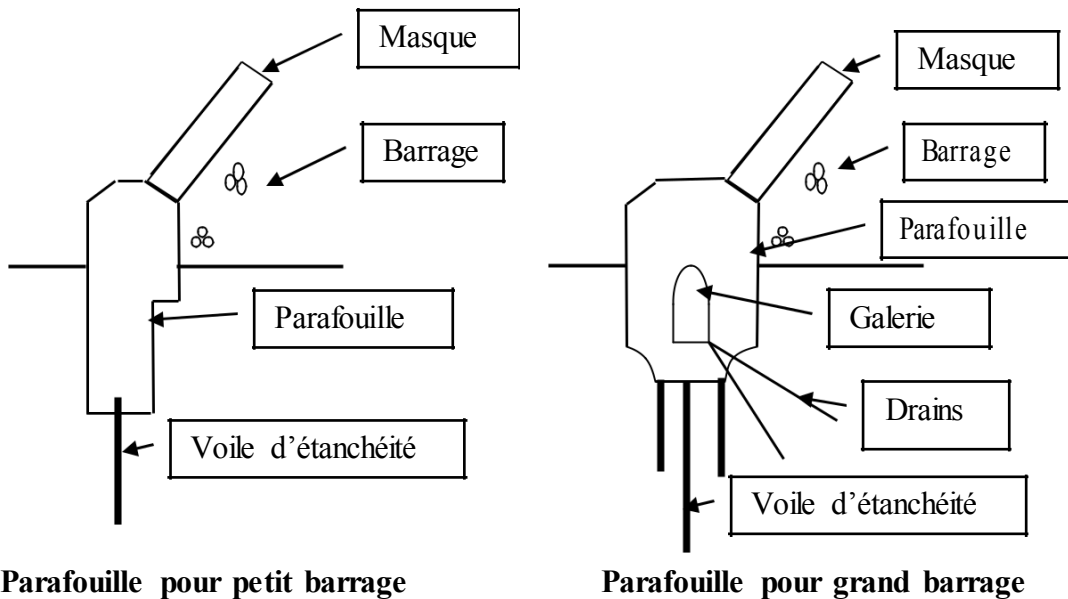 Masque
Barrage
Parafouille
Voile d'étanchéité
Parafouille pour petit barrage
Masque
Barrage
Parafouille
Galerie
Drains
Voile d'étanchéité
Parafouille pour grand barrage